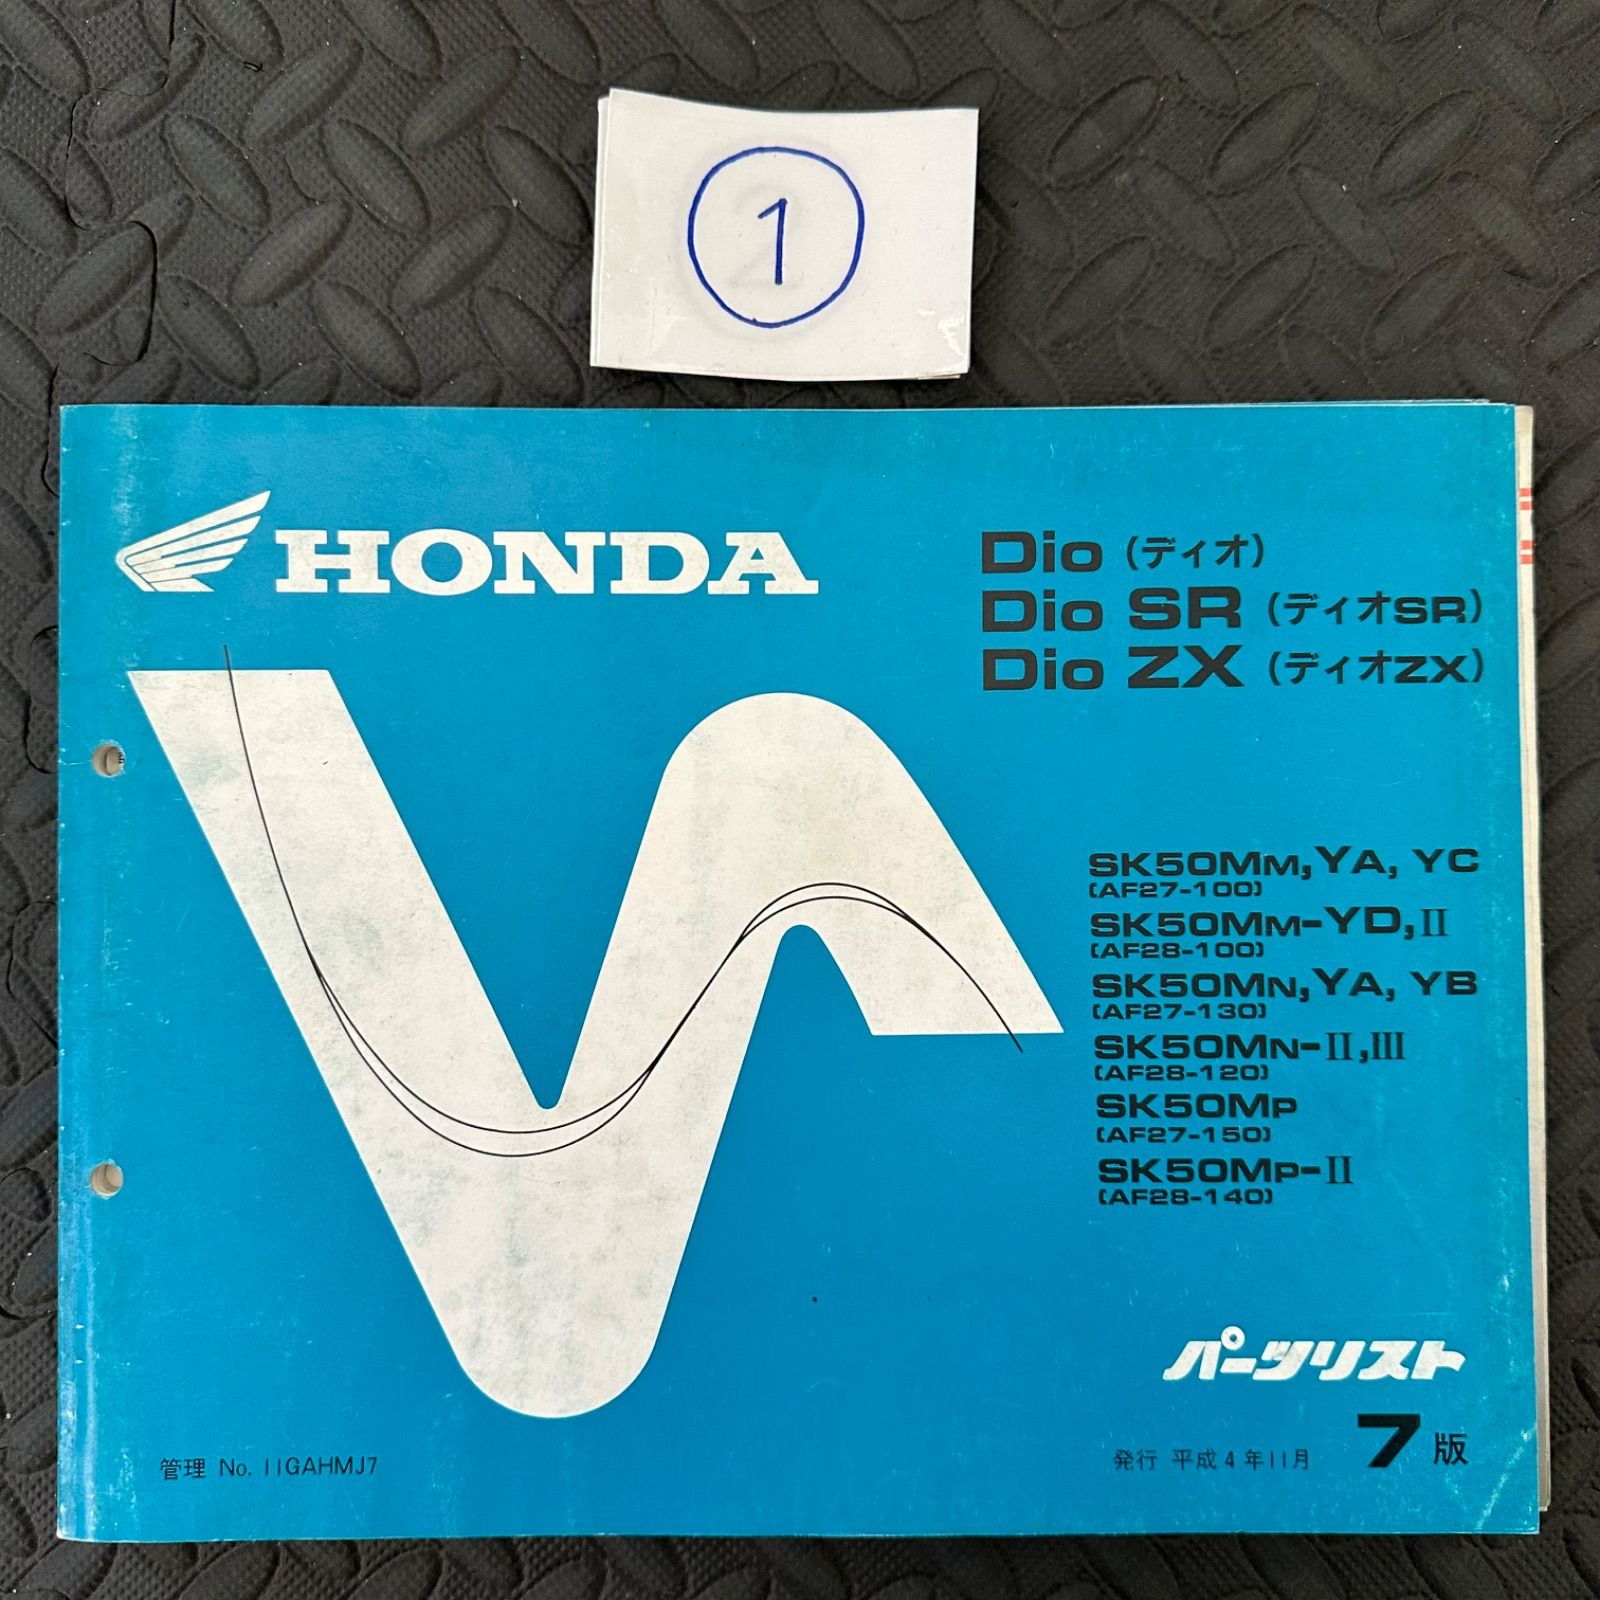 1
HONDA
Dio (ディオ)
Dio SR (ディオSR)
Dio ZX (ディオZX)
SK50MM, YA, YC
(AF27-100)
SK50MM-YD, II
(AF28-100)
SK50MN, YA, YB
(AF27-130)
SK50MN-II, III
(AF28-120)
SK50MP
(AF27-150)
SK50MP-II
(AF28-140)
パーツリスト
管理 No. 11GAHMJ7
発行 平成4年11月 7版